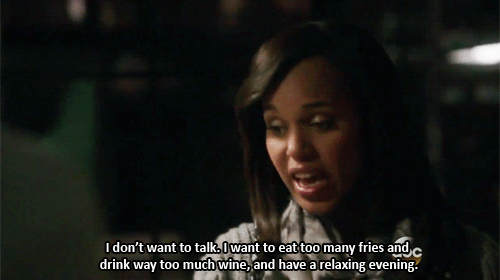 I don't want to talk. I want to eat too many fries and
drink way too much wine, and have a relaxing evening.
abc